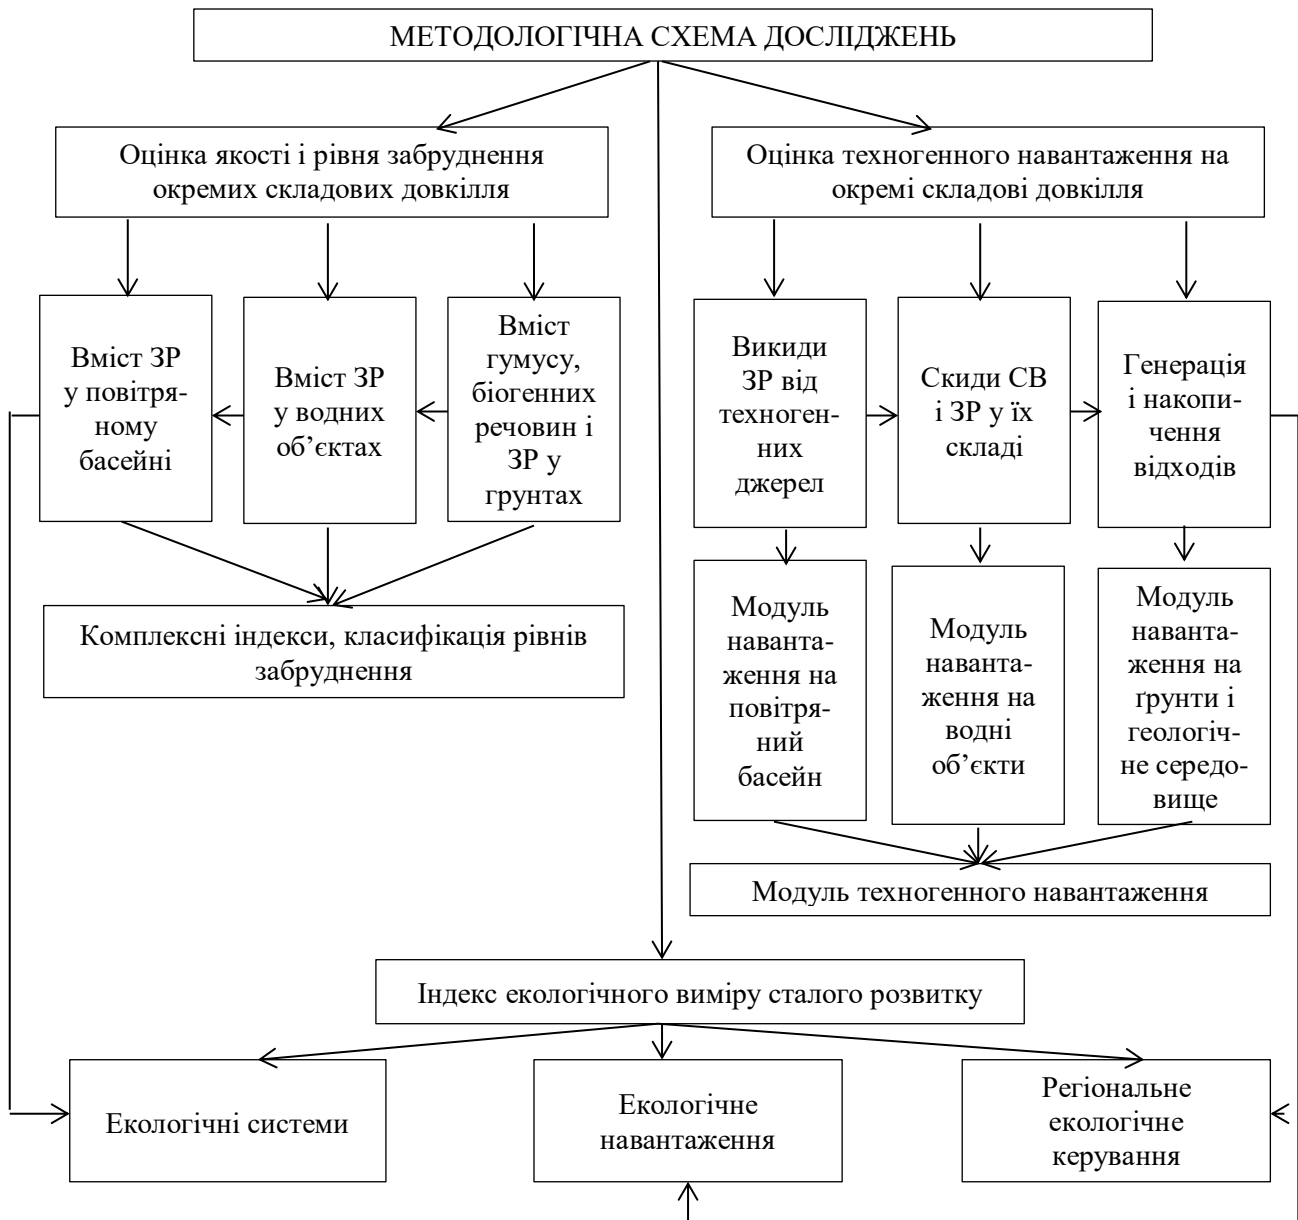 МЕТОДОЛОГІЧНА СХЕМА ДОСЛІДЖЕНЬ
Оцінка якості і рівня забруднення
окремих складових довкілля
Оцінка техногенного навантаження на
окремі складові довкілля
Вміст ЗР
у повітря-
ному
басейні
Вміст ЗР
у водних
об’єктах
Вміст
гумусу,
біогенних
речовин і
ЗР у
грунтах
Викиди
ЗР від
техноген-
них
джерел
Скиди СВ
і ЗР у їх
складі
Генерація
і накопи-
чення
відходів
Комплексні індекси, класифікація рівнів
забруднення
Модуль
наванта-
ження на
повітря-
ний
басейн
Модуль
наванта-
ження на
водні
об’єкти
Модуль
наванта-
ження на
ґрунти і
геологіч-
не середо-
вище
Модуль техногенного навантаження
Індекс екологічного виміру сталого розвитку
Екологічні системи
Екологічне
навантаження
Регіональне
екологічне
керування